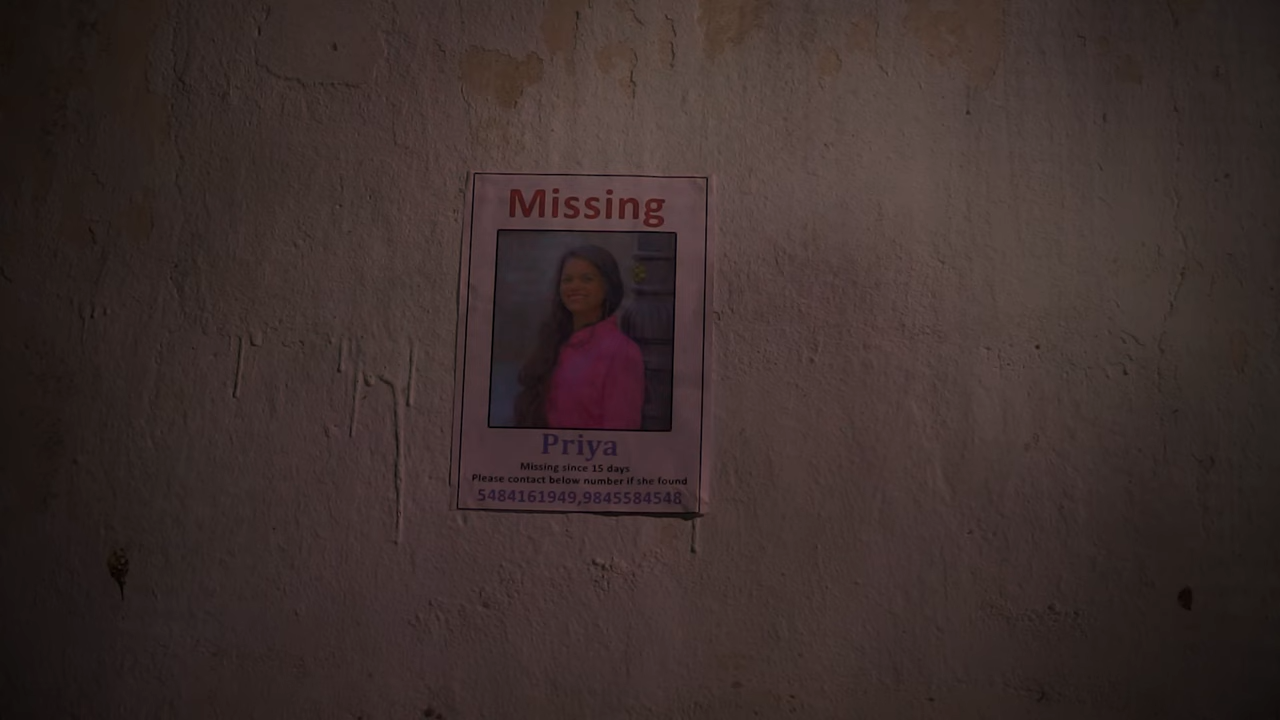 Missing
Priya
Missing since 15 days
Please contact below number if she found
5484161949,9845584548